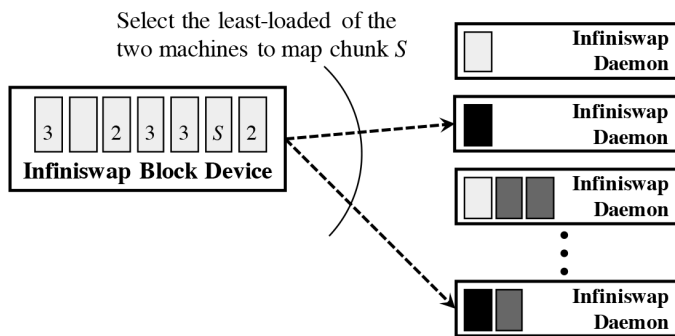 Select the least-loaded of the
two machines to map chunk S
3 2 3 3 S 2
Infiniswap Block Device
Infiniswap
Daemon
Infiniswap
Daemon
Infiniswap
Daemon
Infiniswap
Daemon